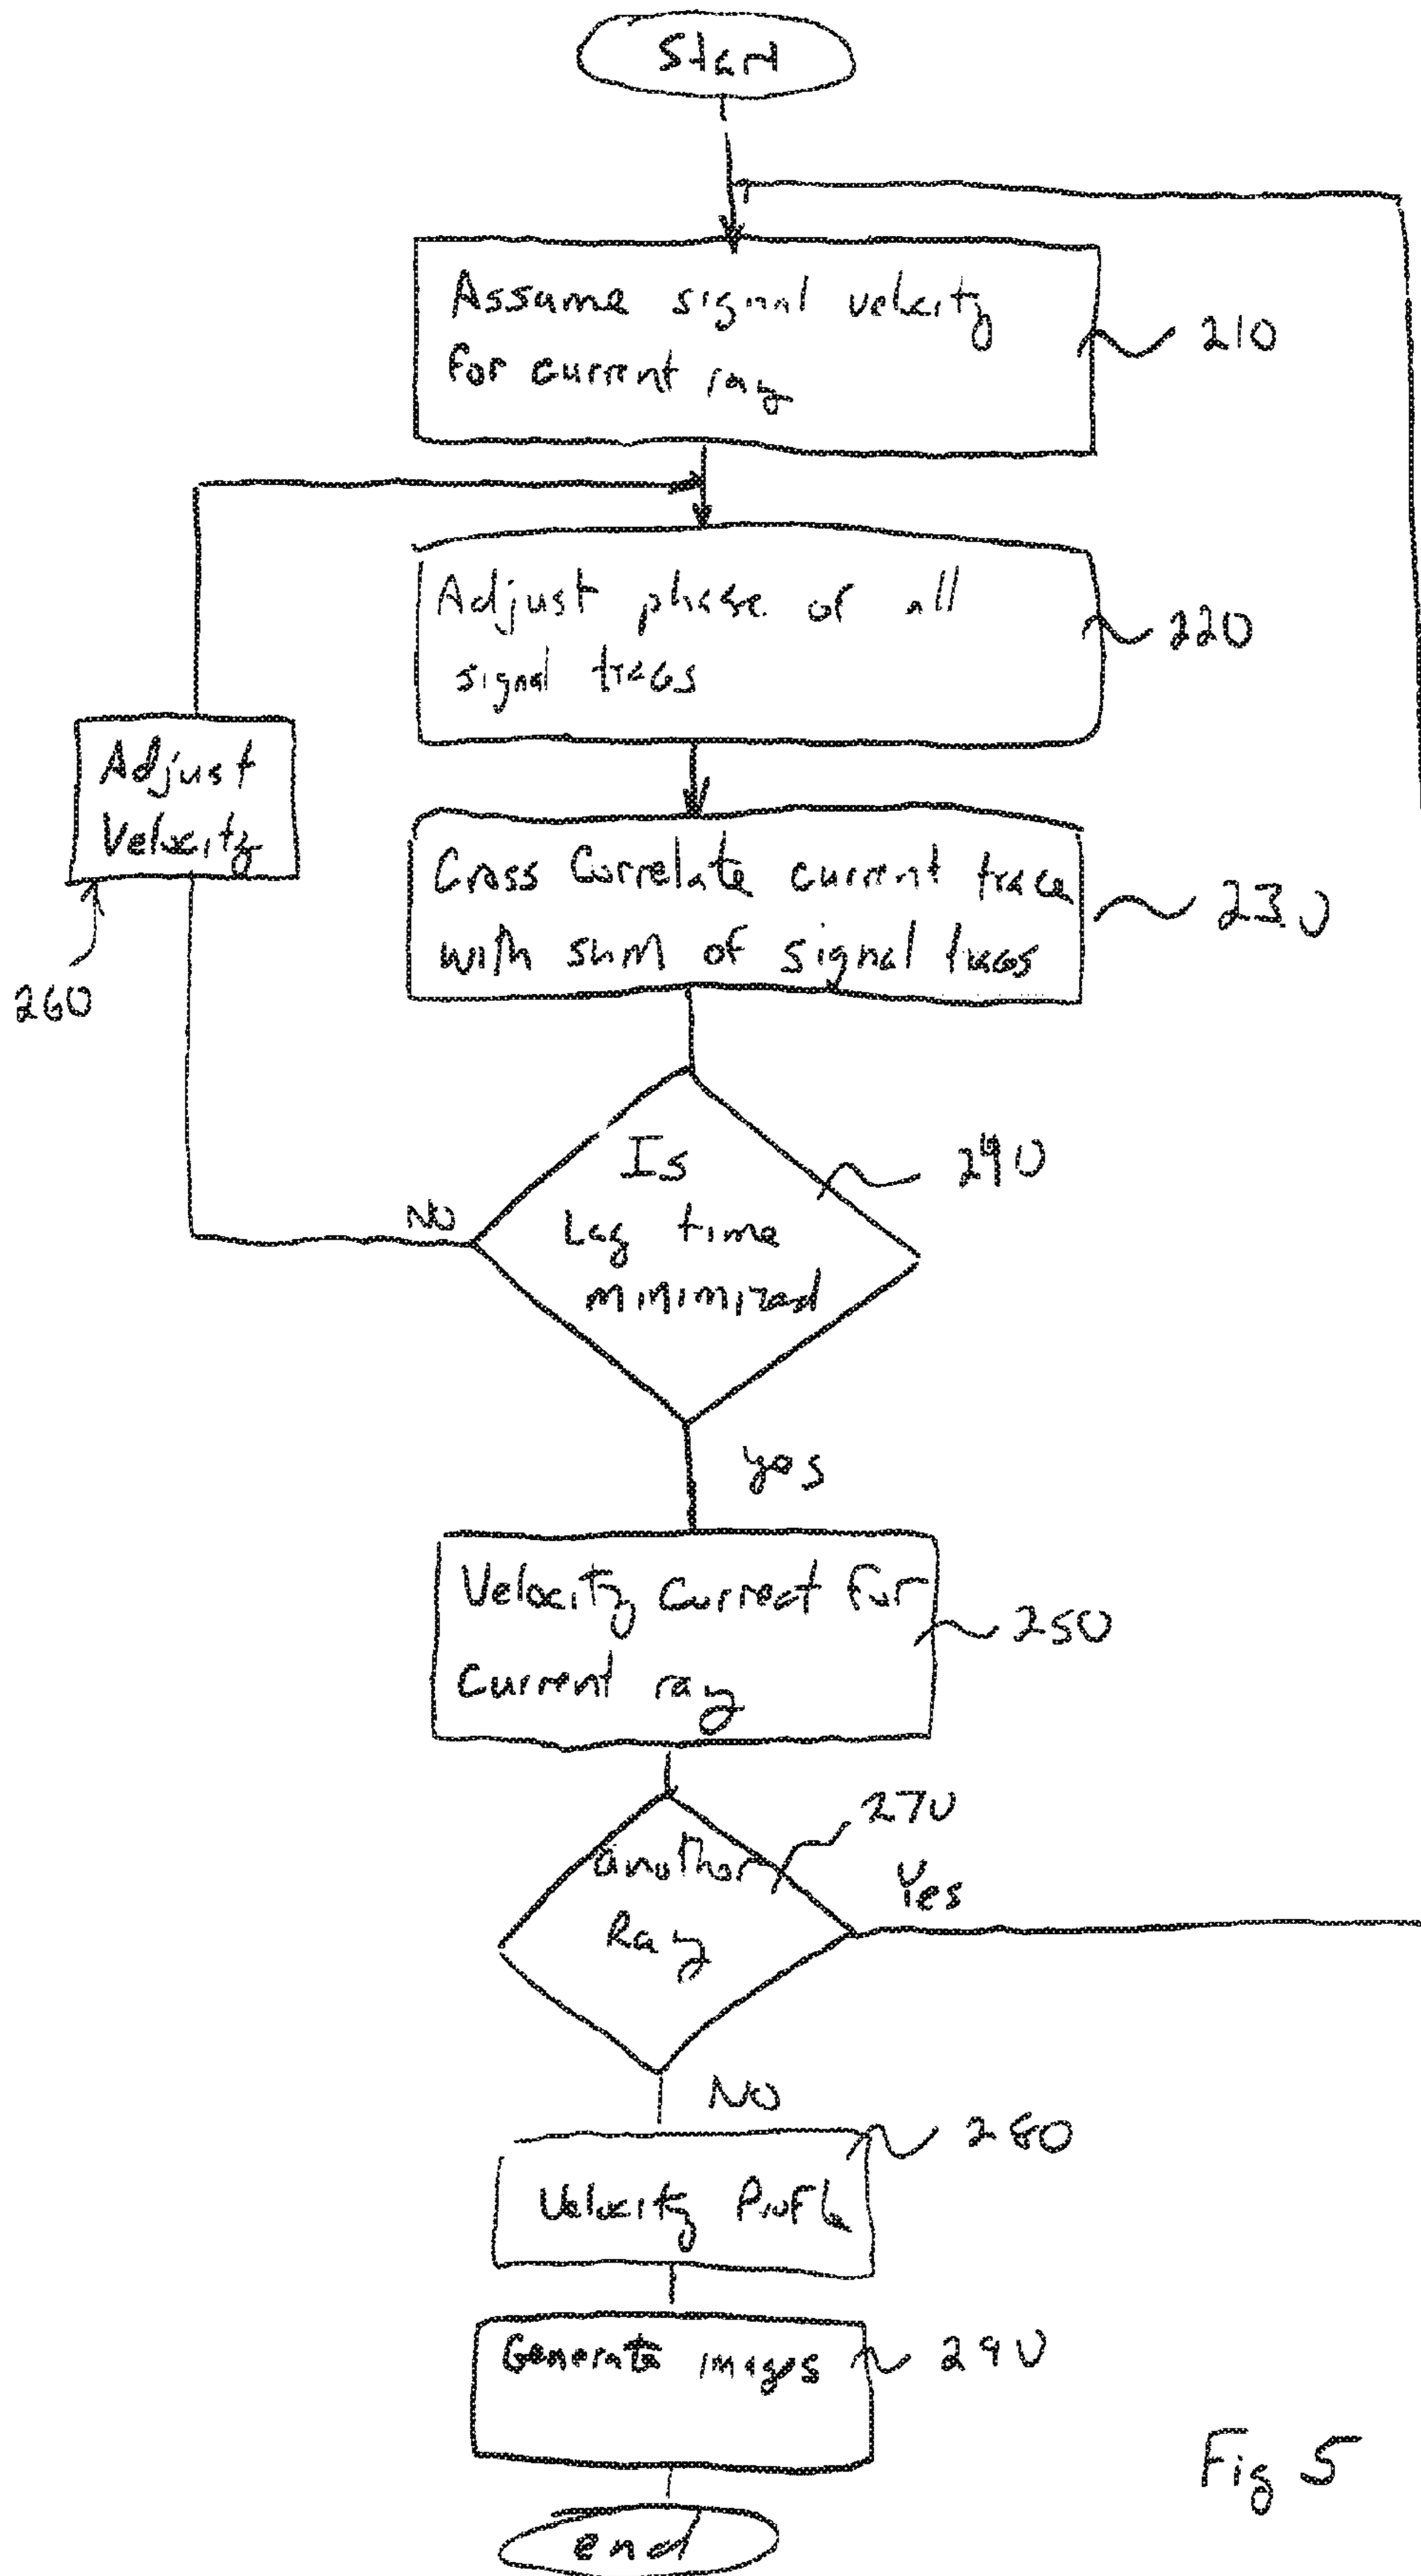 Start
Assume signal velocity
for current ray
210
Adjust phase of all
signal traces
220
Adjust
Velocity
260
Cross Correlate current trace
with sum of signal traces
230
Is
Lag time
minimized
240
NO
yes
Velocity Correct for
Current ray
250
another
Ray
270
Yes
NO
280
Velocity Profile
Generate images
290
end
Fig 5